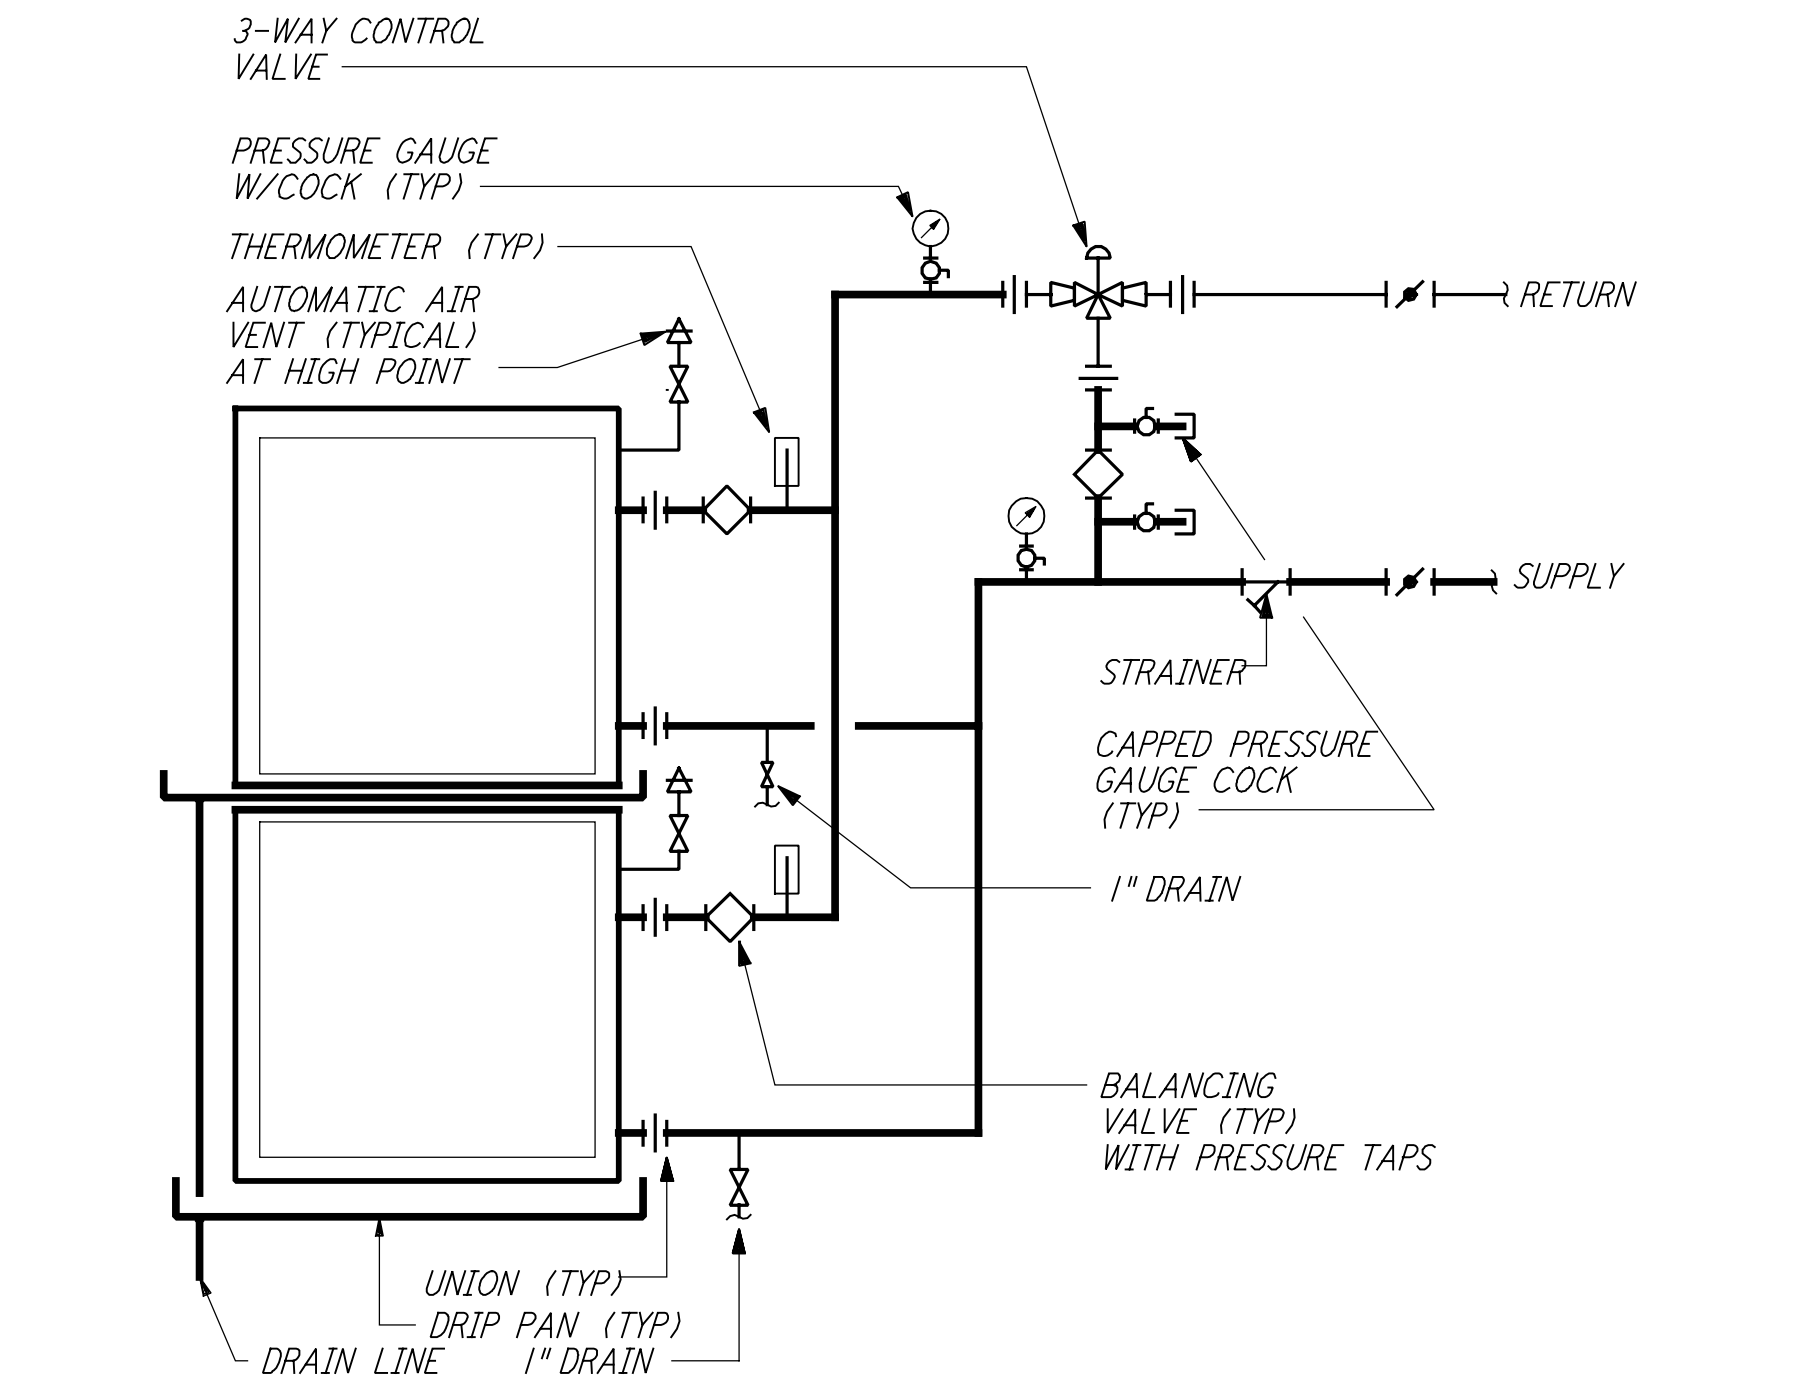 3-WAY CONTROL
VALVE
PRESSURE GAUGE
W/COCK (TYP)
THERMOMETER (TYP)
AUTOMATIC AIR
VENT (TYPICAL)
AT HIGH POINT
RETURN
SUPPLY
STRAINER
CAPPED PRESSURE
GAUGE COCK
(TYP)
1" DRAIN
BALANCING
VALVE (TYP)
WITH PRESSURE TAPS
UNION (TYP)
DRIP PAN (TYP)
DRAIN LINE
1" DRAIN